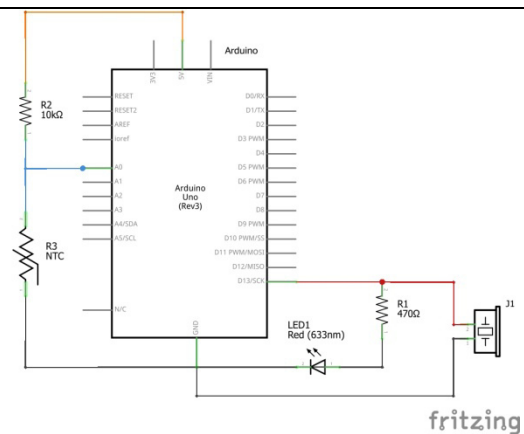 Arduino
3V3
5V
VIN
RESET
RESET2
AREF
ioref
A0
A1
A2
A3
A4/SDA
A5/SCL
N/C
Arduino
Uno
(Rev3)
D0/RX
D1/TX
D2
D3 PWM
D4
D5 PWM
D6 PWM
D7
D8
D9 PWM
D10 PWM/SS
D11 PWM/MOSI
D12/MISO
D13/SCK
GND
R2
10kΩ
R3
NTC
LED1
Red (633nm)
R1
470Ω
J1
fritzing